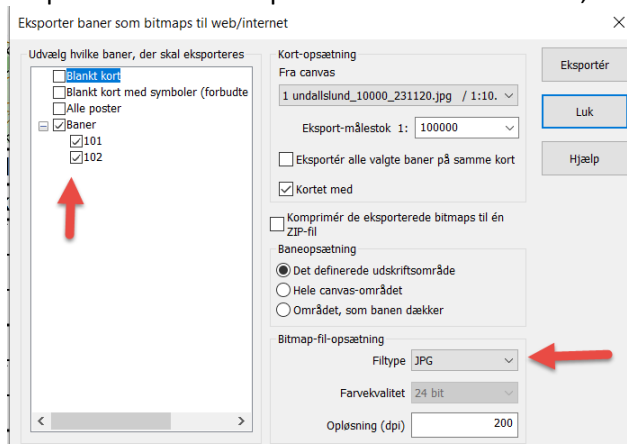 Eksporter baner som bitmaps til web/internet
Udvælg hvilke baner, der skal eksporteres
Blankt kort
Blankt kort med symboler (forbudte
Alle poster
Baner
101
102
Kort-opsætning
Fra canvas
1 undallslund_10000_231120.jpg / 1:10.
Eksport-målestok 1: 100000
Eksportér alle valgte baner på samme kort
Kortet med
Komprimér de eksporterede bitmaps til én
ZIP-fil
Baneopsætning
Det definerede udskriftsområde
Hele canvas-området
Området, som banen dækker
Bitmap-fil-opsætning
Filtype JPG
Farvekvalitet 24 bit
Opløsning (dpi) 200
Eksportér
Luk
Hjælp